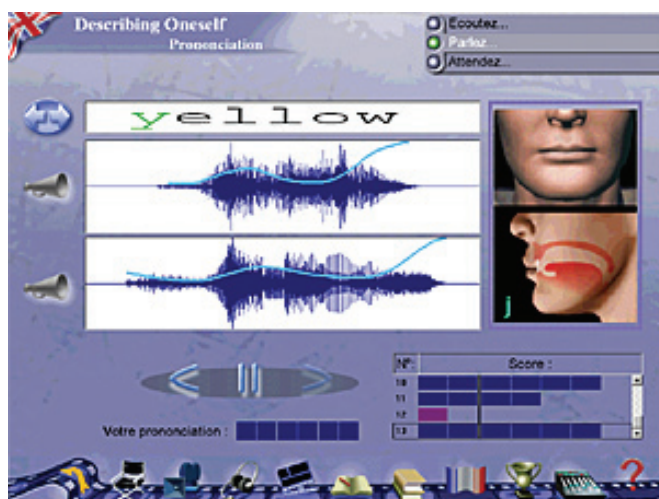 Describing Oneself
Prononciation
Ecoutez...
Parlez...
Attendez...
yellow
j
N°:
Score :
10
11
12
13
Votre prononciation :
?